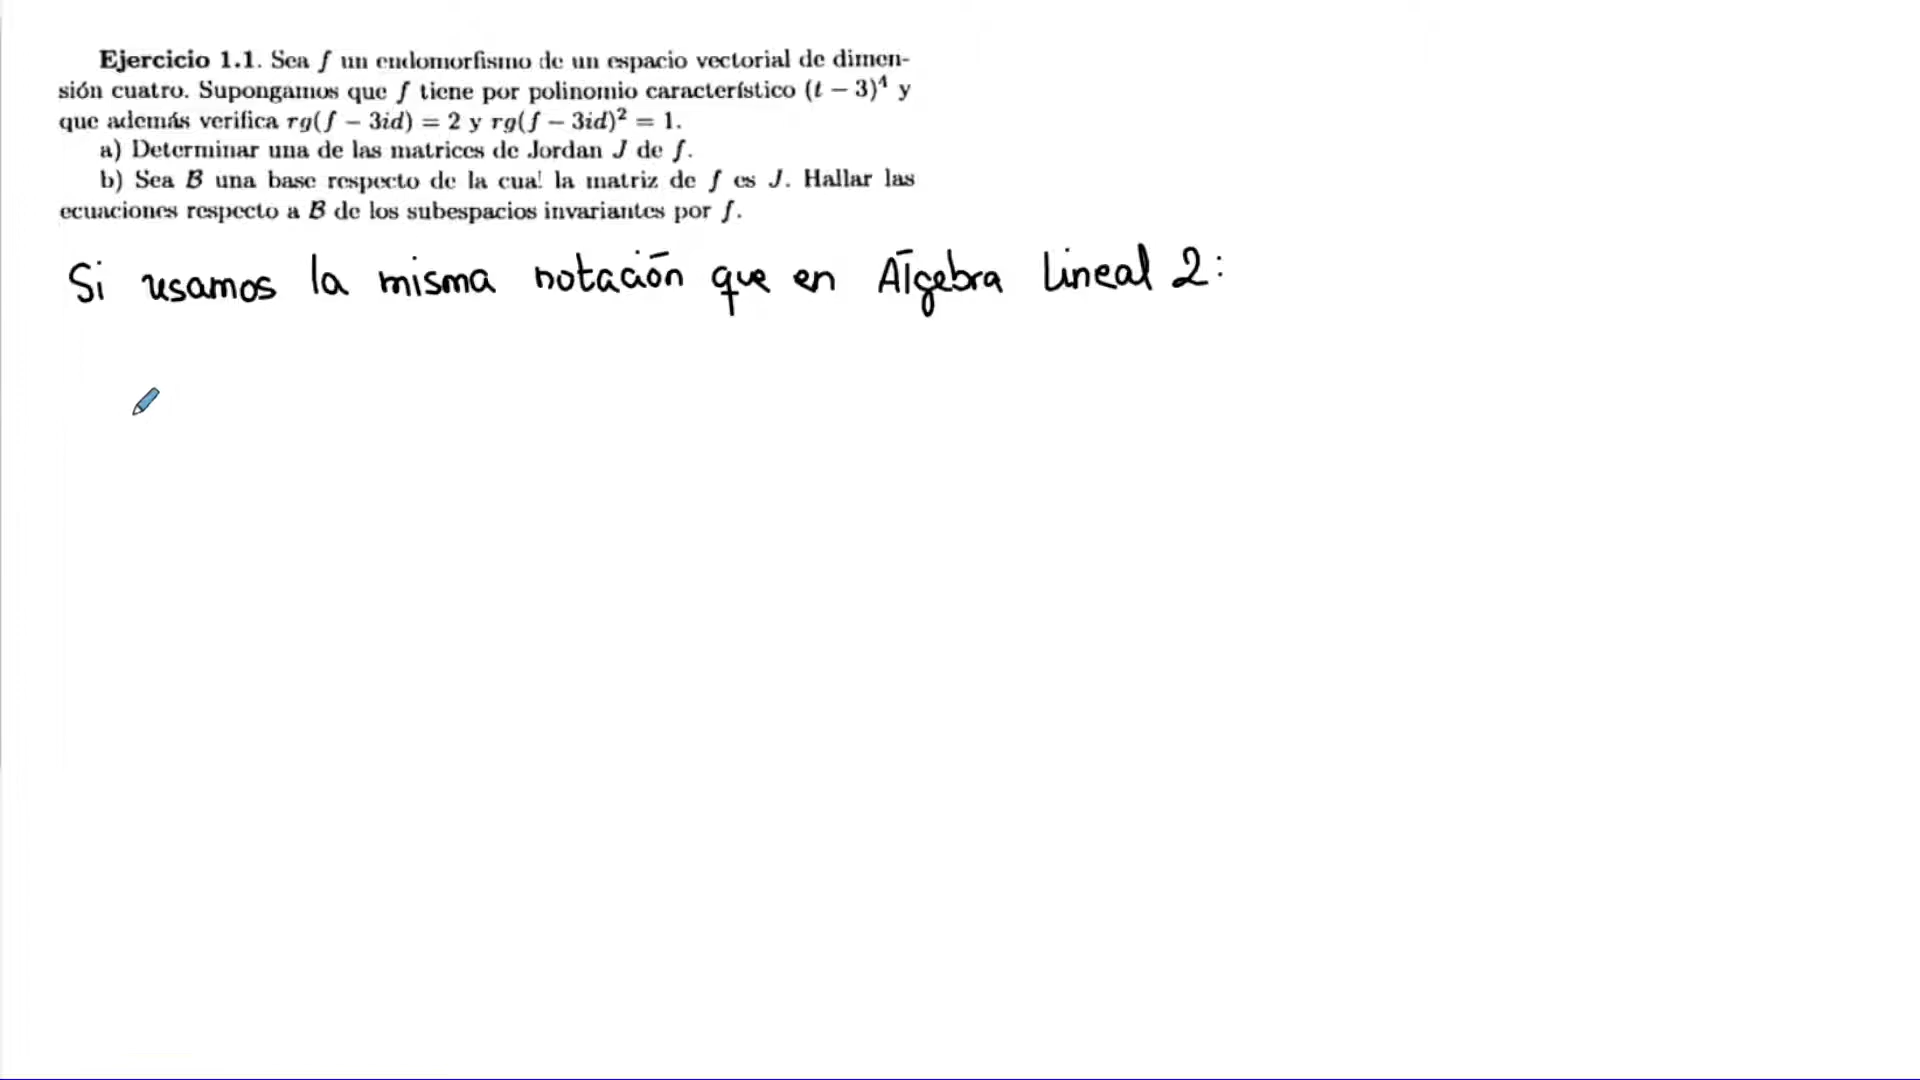 Ejercicio 1.1. Sea f un endomorfismo de un espacio vectorial de dimen-
sión cuatro. Supongamos que f tiene por polinomio característico (t − 3)⁴ y
que además verifica rg(f − 3id) = 2 y rg(f − 3id)² = 1.
a) Determinar una de las matrices de Jordan J de f.
b) Sea B una base respecto de la cual la matriz de f es J. Hallar las
ecuaciones respecto a B de los subespacios invariantes por f.
Si usamos la misma notación que en Álgebra Lineal 2: